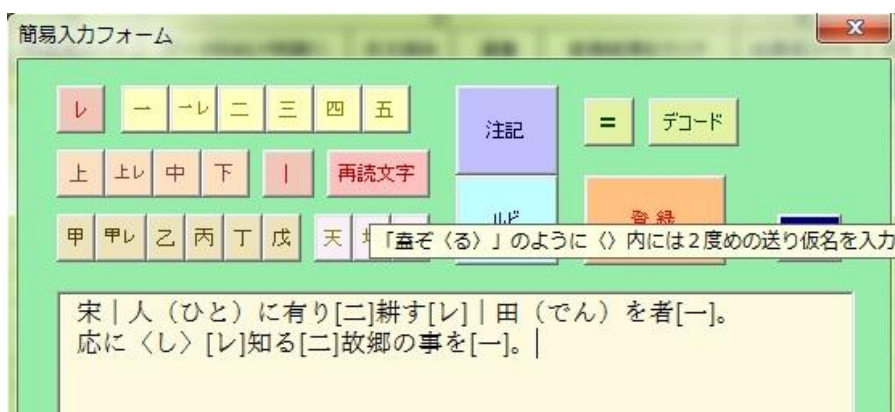 簡易入力フォーム
レ 一 一レ 二 三 四 五 注記 = デコード
上 上レ 中 下 | 再読文字
甲 甲レ 乙 丙 丁 戊 天
「盍ぞ〈る〉」のように〈〉内には2度めの送り仮名を入力
宋|人（ひと）に有り[二]耕す[レ]|田（でん）を者[一]。
応に〈し〉[レ]知る[二]故郷の事を[一]。